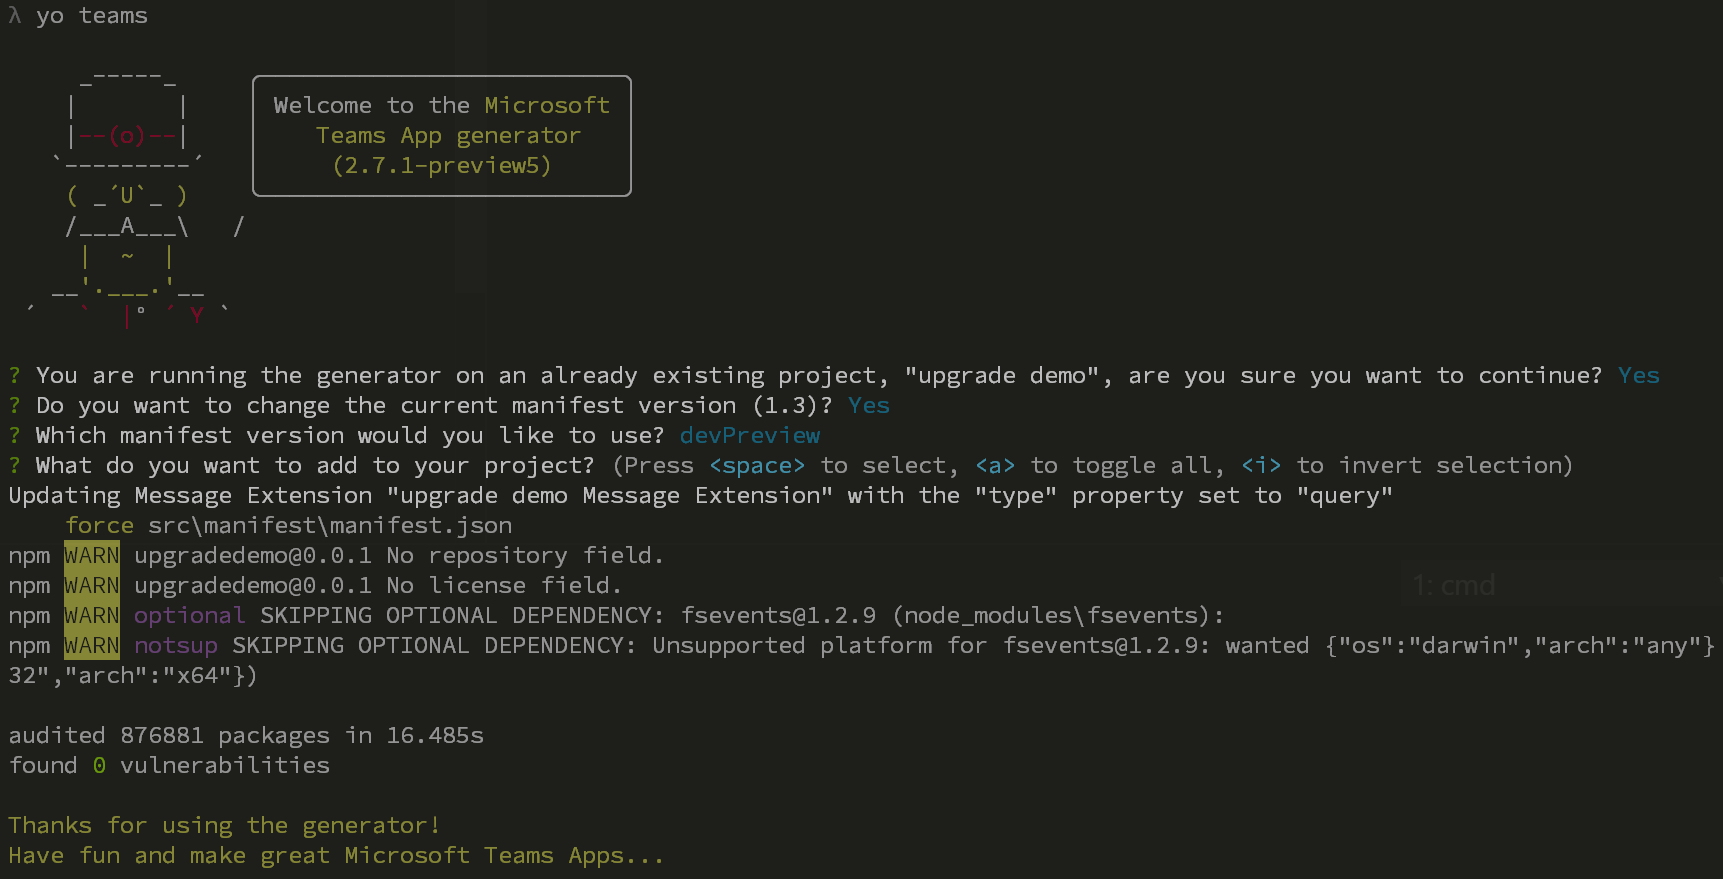 λ yo teams
Welcome to the Microsoft
Teams App generator
(2.7.1-preview5)
? You are running the generator on an already existing project, "upgrade demo", are you sure you want to continue? Yes
? Do you want to change the current manifest version (1.3)? Yes
? Which manifest version would you like to use? devPreview
? What do you want to add to your project? (Press <space> to select, <a> to toggle all, <i> to invert selection)
Updating Message Extension "upgrade demo Message Extension" with the "type" property set to "query"
force src\manifest\manifest.json
npm WARN upgradedemo@0.0.1 No repository field.
npm WARN upgradedemo@0.0.1 No license field.
1: cmd
npm WARN optional SKIPPING OPTIONAL DEPENDENCY: fsevents@1.2.9 (node_modules\fsevents):
npm WARN notsup SKIPPING OPTIONAL DEPENDENCY: Unsupported platform for fsevents@1.2.9: wanted {"os":"darwin","arch":"any"}
32","arch":"x64"})
audited 876881 packages in 16.485s
found 0 vulnerabilities
Thanks for using the generator!
Have fun and make great Microsoft Teams Apps...